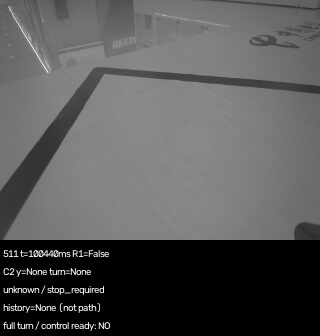 511 t=100440ms R1=False
C2 y=None turn=None
unknown / stop_required
history=None (not path)
full turn / control ready: NO